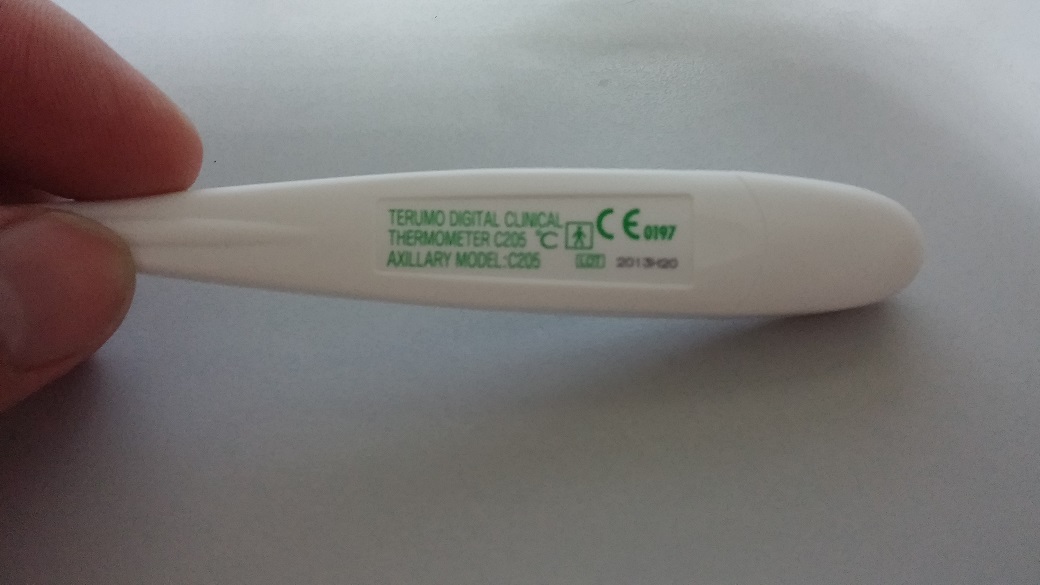 TERUMO DIGITAL CLINICAL
THERMOMETER C205 °C
AXILLARY MODEL:C205
CE 0197
LOT 2013H20